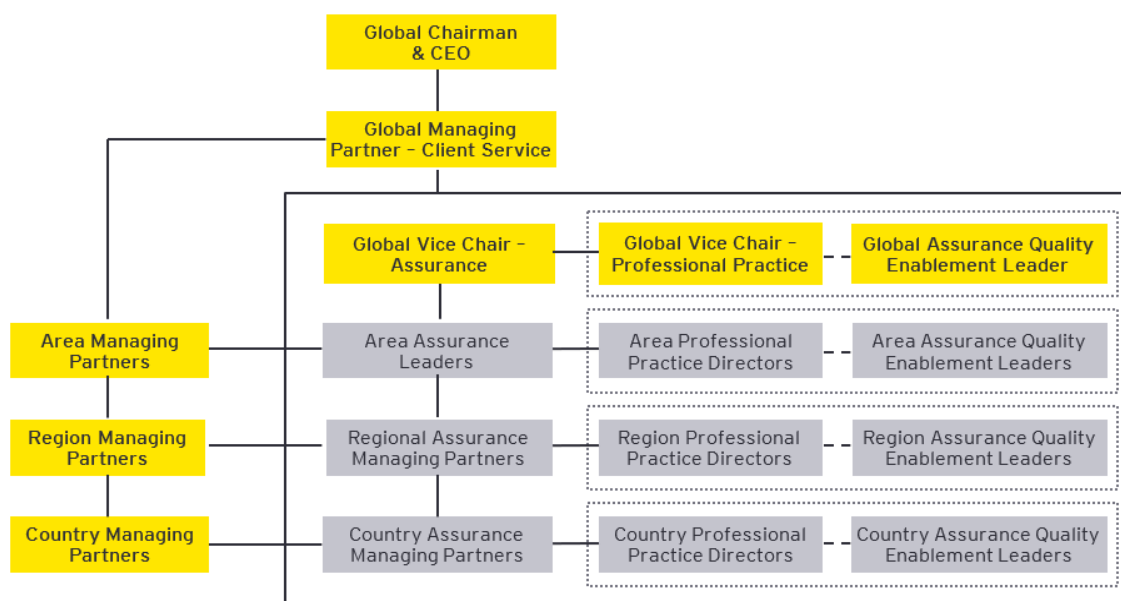 Global Chairman
& CEO
Global Managing
Partner – Client Service
Global Vice Chair –
Assurance
Global Vice Chair –
Professional Practice
Global Assurance Quality
Enablement Leader
Area Managing
Partners
Area Assurance
Leaders
Area Professional
Practice Directors
Area Assurance Quality
Enablement Leaders
Region Managing
Partners
Regional Assurance
Managing Partners
Region Professional
Practice Directors
Region Assurance Quality
Enablement Leaders
Country Managing
Partners
Country Assurance
Managing Partners
Country Professional
Practice Directors
Country Assurance Quality
Enablement Leaders